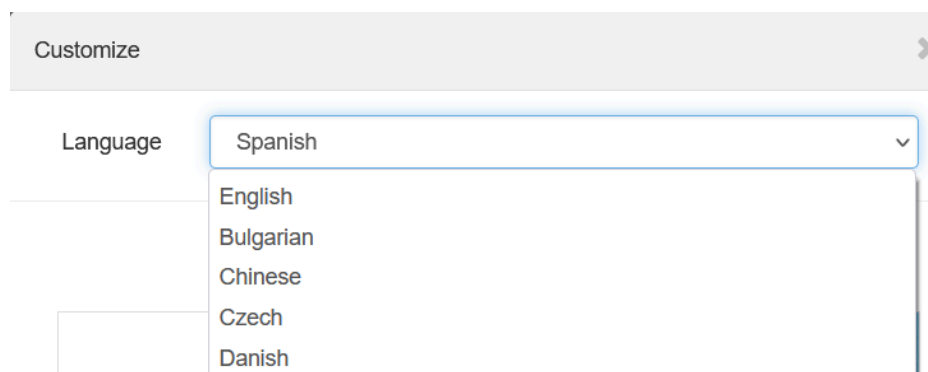 Customize
Language
Spanish
English
Bulgarian
Chinese
Czech
Danish